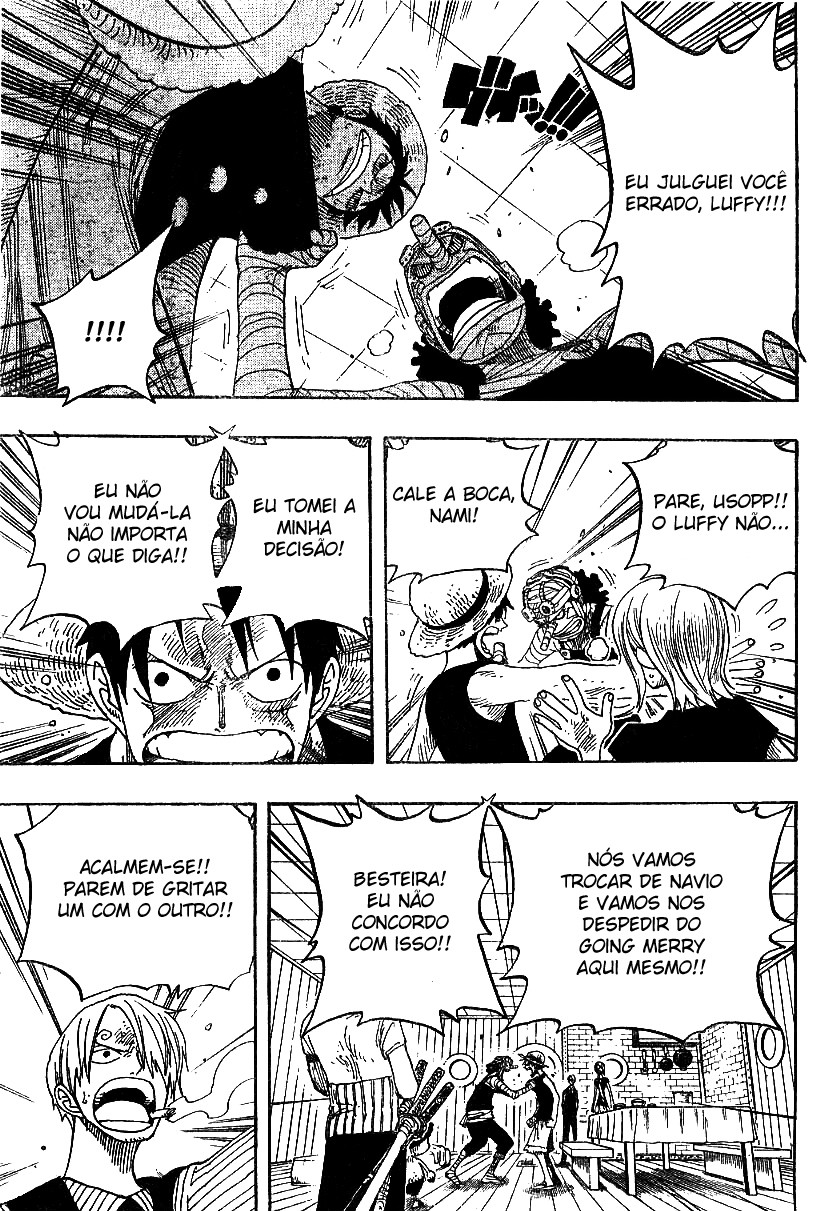 EU JULGUEI VOCÊ
ERRADO, LUFFY!!!
!!!!
PARE, USOPP!!
O LUFFY NÃO...
CALE A BOCA,
NAMI!
EU TOMEI A
MINHA
DECISÃO!
EU NÃO
VOU MUDÁ-LA
NÃO IMPORTA
O QUE DIGA!!
NÓS VAMOS
TROCAR DE NAVIO
E VAMOS NOS
DESPEDIR DO
GOING MERRY
AQUI MESMO!!
BESTEIRA!
EU NÃO
CONCORDO
COM ISSO!!
ACALMEM-SE!!
PAREM DE GRITAR
UM COM O OUTRO!!